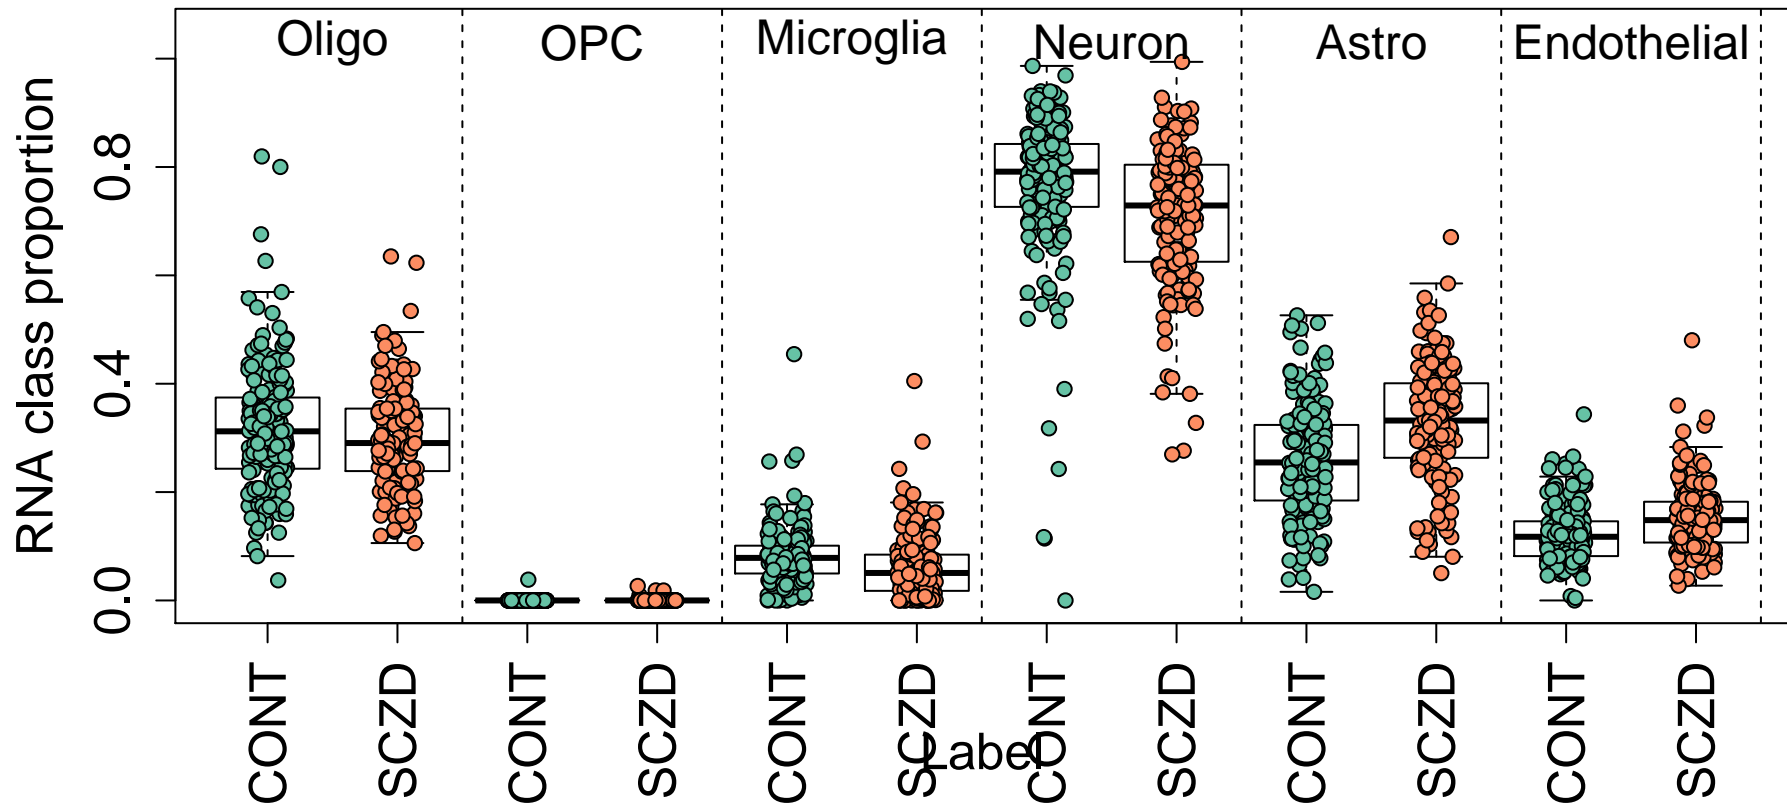 Oligo
OPC
Microglia
Neuron
Astro
Endothelial
RNA class proportion
0.8
0.4
0.0
CONT
SCZD
CONT
SCZD
CONT
SCZD
CONT
SCZD
CONT
SCZD
CONT
SCZD
Label